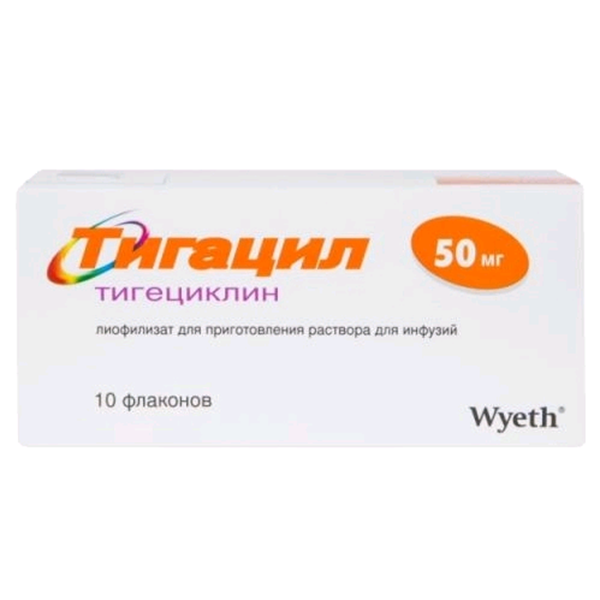 Тигацил
50 мг
тигециклин
лиофилизат для приготовления раствора для инфузий
10 флаконов
Wyeth®